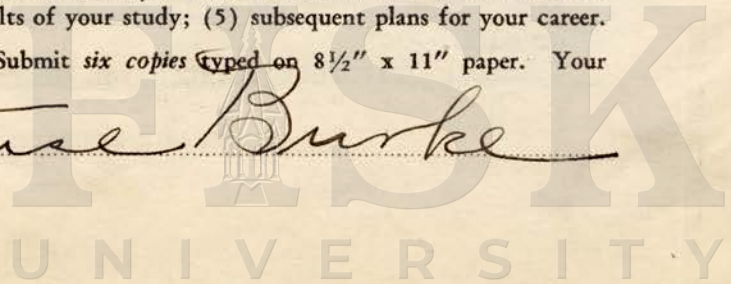 lts of your study; (5) subsequent plans for your career.
Submit six copies typed on 8½" x 11" paper. Your
Burke
FISK
UNIVERSITY